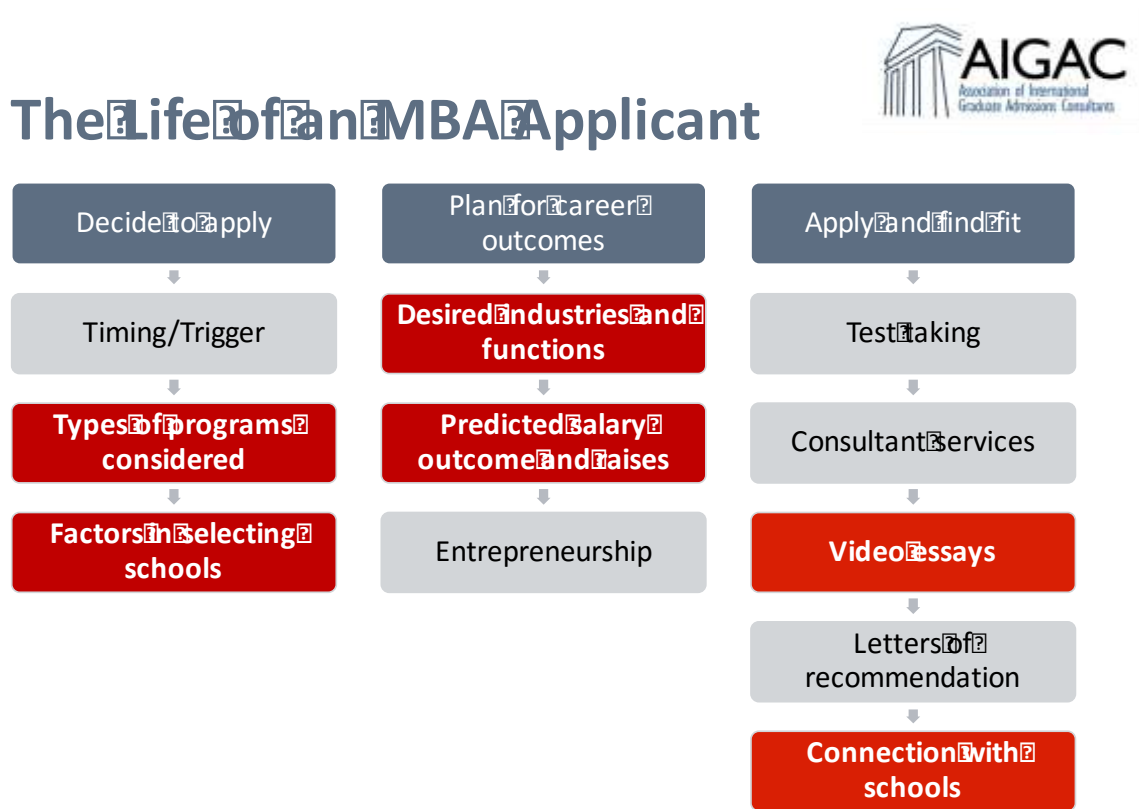 AIGAC
Association of International
Graduate Admissions Consultants
The Life of an MBA Applicant
Decide to apply
Timing/Trigger
Types of programs
considered
Factors in selecting
schools
Plan for career
outcomes
Desired industries and
functions
Predicted salary
outcome and raises
Entrepreneurship
Apply and find fit
Test taking
Consultant services
Video essays
Letters of
recommendation
Connection with
schools